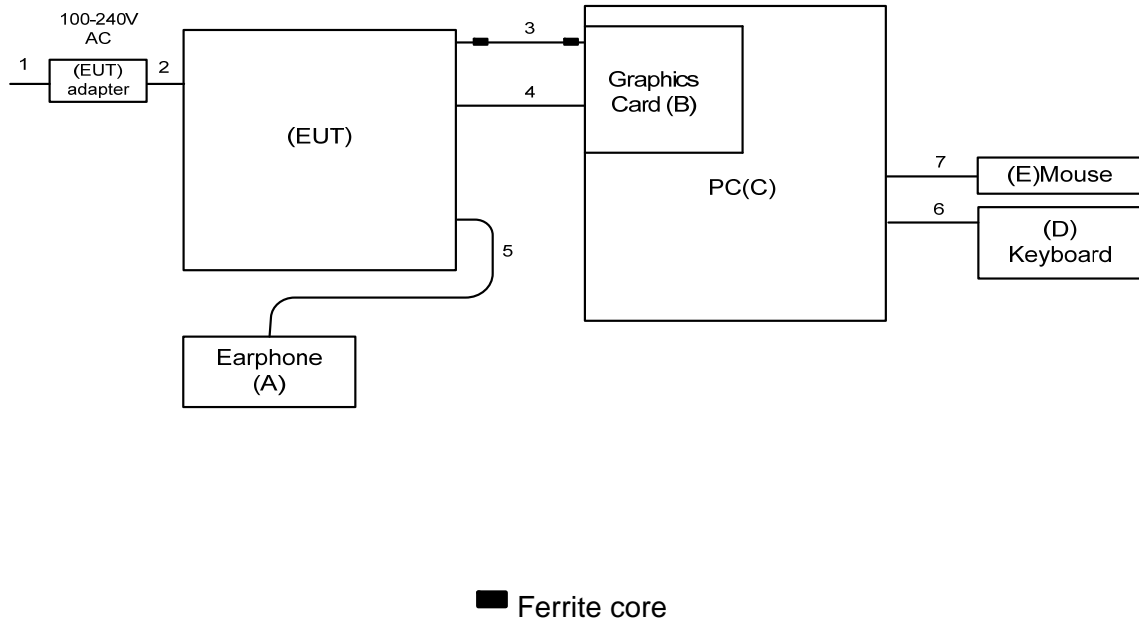 100-240V
AC
1
(EUT)
adapter
2
(EUT)
3
4
5
Earphone
(A)
Graphics
Card (B)
PC(C)
7
(E)Mouse
6
(D)
Keyboard
Ferrite core